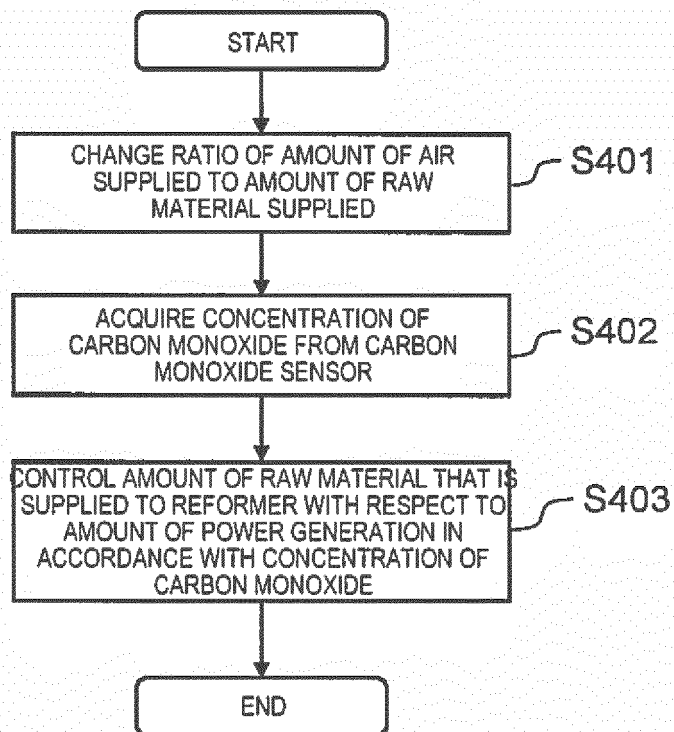 START
CHANGE RATIO OF AMOUNT OF AIR
SUPPLIED TO AMOUNT OF RAW
MATERIAL SUPPLIED
S401
ACQUIRE CONCENTRATION OF
CARBON MONOXIDE FROM CARBON
MONOXIDE SENSOR
S402
CONTROL AMOUNT OF RAW MATERIAL THAT IS
SUPPLIED TO REFORMER WITH RESPECT TO
AMOUNT OF POWER GENERATION IN
ACCORDANCE WITH CONCENTRATION OF
CARBON MONOXIDE
S403
END